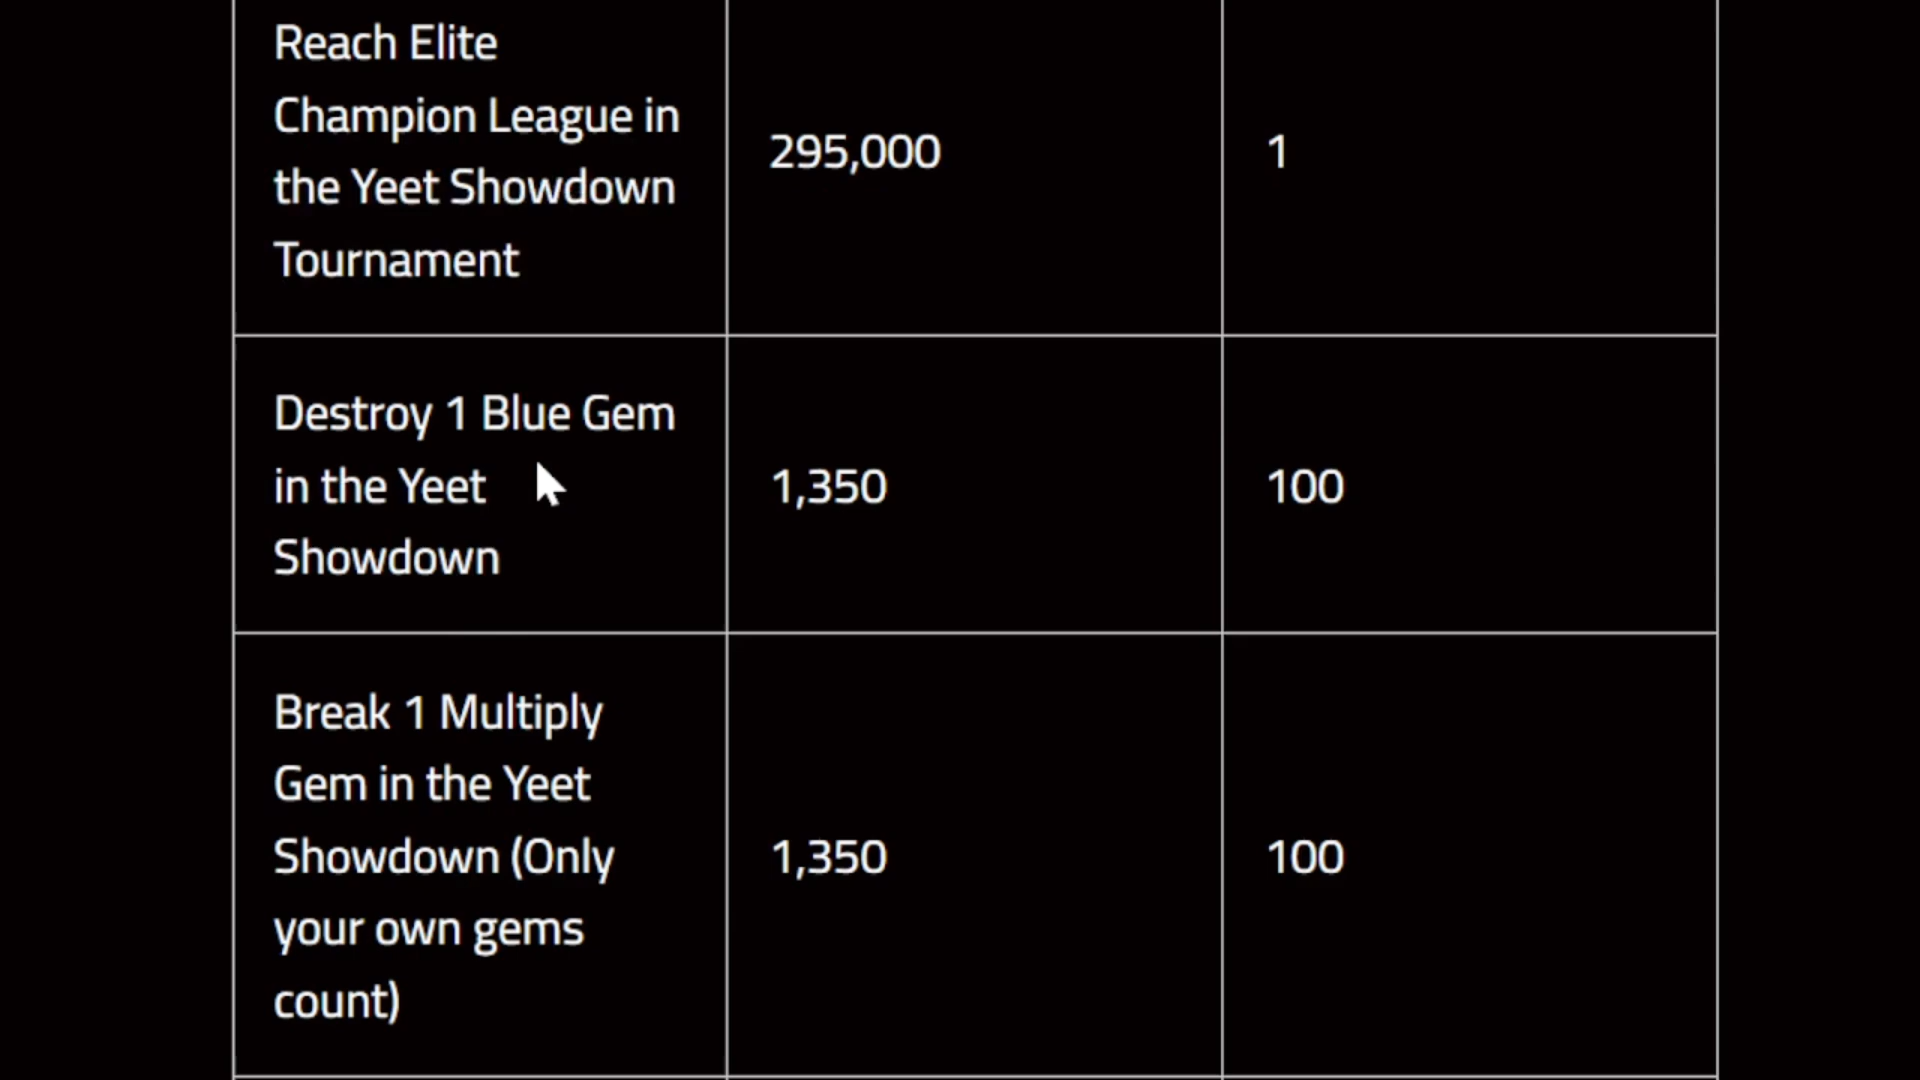 Reach Elite
Champion League in
the Yeet Showdown
Tournament
295,000
1
Destroy 1 Blue Gem
in the Yeet
Showdown
1,350
100
Break 1 Multiply
Gem in the Yeet
Showdown (Only
your own gems
count)
1,350
100